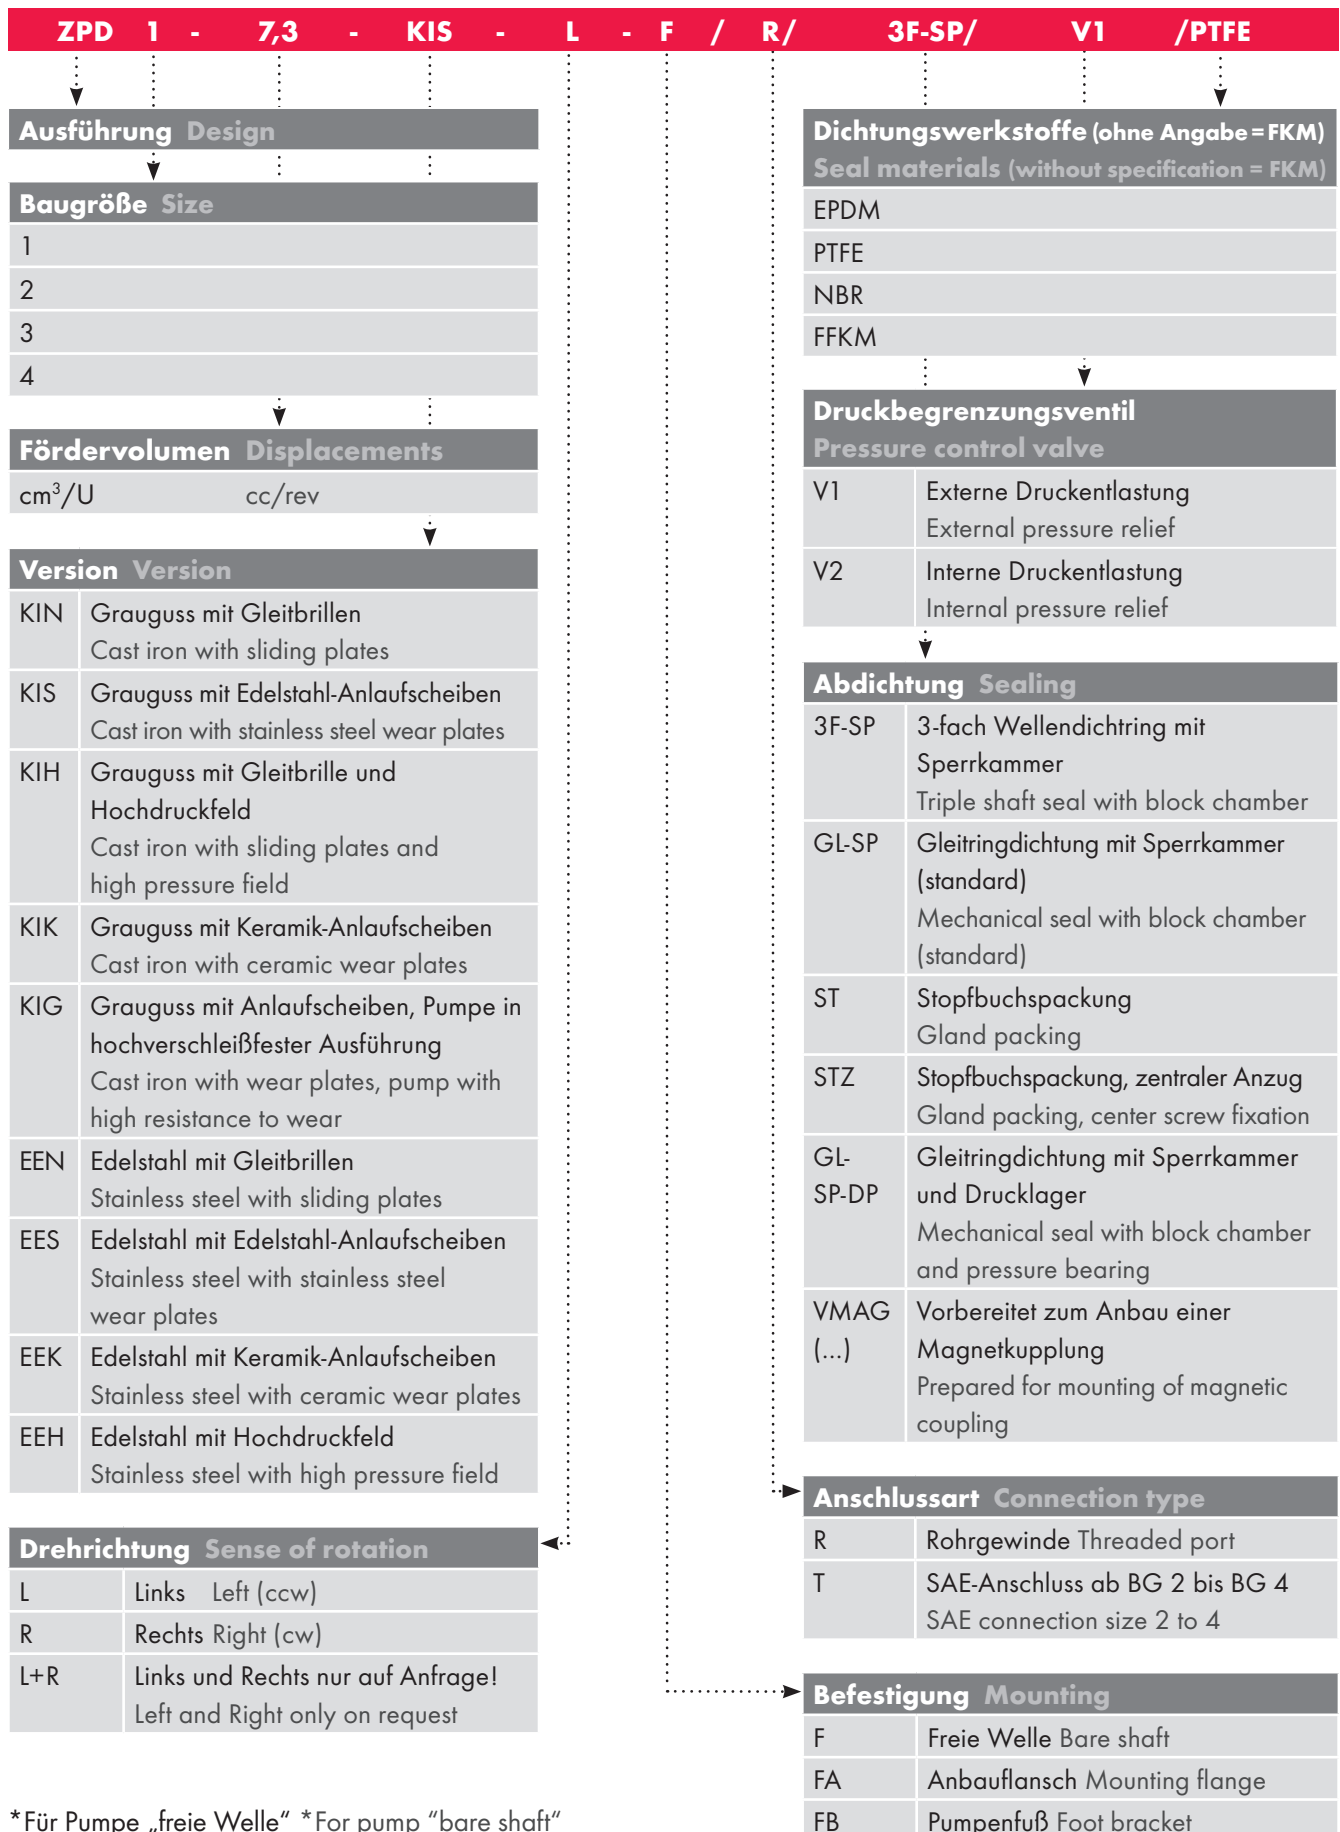 ZPD 1 - 7,3 - KIS - L - F / R/ 3F-SP/ V1 /PTFE
Ausführung Design
Baugröße Size
1
2
3
4
Fördervolumen Displacements
cm³/U cc/rev
Version Version
KIN Grauguss mit Gleitbrillen
Cast iron with sliding plates
KIS Grauguss mit Edelstahl-Anlaufscheiben
Cast iron with stainless steel wear plates
KIH Grauguss mit Gleitbrille und
Hochdruckfeld
Cast iron with sliding plates and
high pressure field
KIK Grauguss mit Keramik-Anlaufscheiben
Cast iron with ceramic wear plates
KIG Grauguss mit Anlaufscheiben, Pumpe in
hochverschleißfester Ausführung
Cast iron with wear plates, pump with
high resistance to wear
EEN Edelstahl mit Gleitbrillen
Stainless steel with sliding plates
EES Edelstahl mit Edelstahl-Anlaufscheiben
Stainless steel with stainless steel
wear plates
EEK Edelstahl mit Keramik-Anlaufscheiben
Stainless steel with ceramic wear plates
EEH Edelstahl mit Hochdruckfeld
Stainless steel with high pressure field
Drehrichtung Sense of rotation
L Links Left (ccw)
R Rechts Right (cw)
L+R Links und Rechts nur auf Anfrage!
Left and Right only on request
*Für Pumpe „freie Welle“ *For pump “bare shaft“
Dichtungswerkstoffe (ohne Angabe = FKM)
Seal materials (without specification = FKM)
EPDM
PTFE
NBR
FFKM
Druckbegrenzungsventil
Pressure control valve
V1 Externe Druckentlastung
External pressure relief
V2 Interne Druckentlastung
Internal pressure relief
Abdichtung Sealing
3F-SP 3-fach Wellendichtring mit
Sperrkammer
Triple shaft seal with block chamber
GL-SP Gleitringdichtung mit Sperrkammer
(standard)
Mechanical seal with block chamber
(standard)
ST Stopfbuchspackung
Gland packing
STZ Stopfbuchspackung, zentraler Anzug
Gland packing, center screw fixation
GL- Gleitringdichtung mit Sperrkammer
SP-DP und Drucklager
Mechanical seal with block chamber
and pressure bearing
VMAG Vorbereitet zum Anbau einer
(...) Magnetkupplung
Prepared for mounting of magnetic
coupling
Anschlussart Connection type
R Rohrgewinde Threaded port
T SAE-Anschluss ab BG 2 bis BG 4
SAE connection size 2 to 4
Befestigung Mounting
F Freie Welle Bare shaft
FA Anbauflansch Mounting flange
FB Pumpenfuß Foot bracket